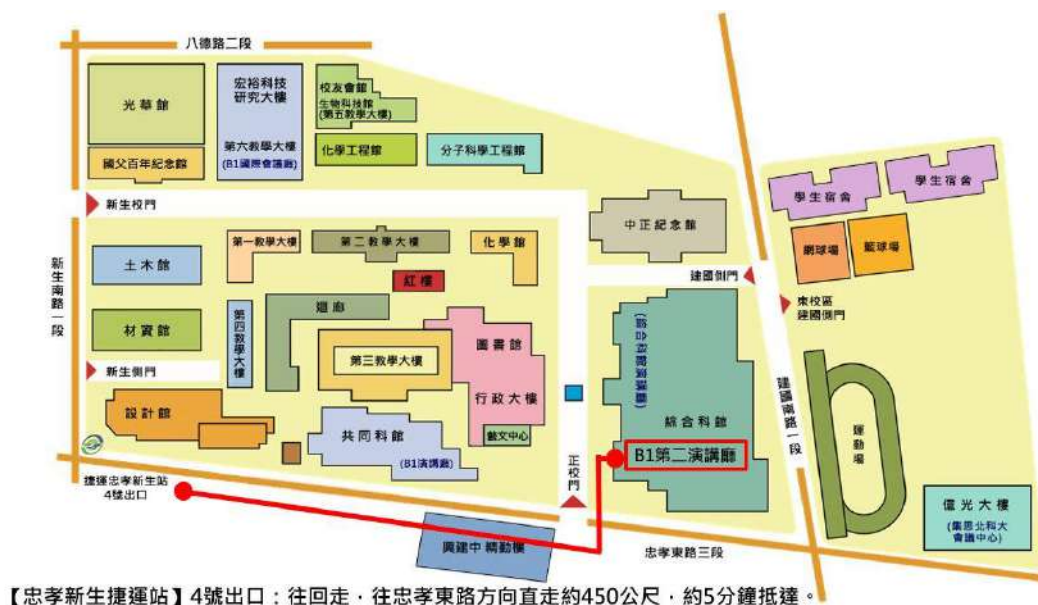 八德路二段
光華館
宏裕科技
研究大樓
校友會館
生物科技館
(第五教學大樓)
國父百年紀念館
第六教學大樓
(B1國際會議廳)
化學工程館
分子科學工程館
學生宿舍
學生宿舍
新生校門
中正紀念館
網球場
籃球場
第一教學大樓
第二教學大樓
化學館
新生南路一段
土木館
紅樓
建國側門
東校區
建國側門
迴廊
材資館
第四教學大樓
圖書館
(綜合科館演講廳)
第三教學大樓
新生側門
建國南路一段
行政大樓
設計館
綜合科館
運動場
共同科館
藝文中心
(B1演講廳)
B1第二演講廳
正校門
捷運忠孝新生站
4號出口
億光大樓
(集思北科大
會議中心)
興建中 精勤樓
忠孝東路三段
【忠孝新生捷運站】4號出口:往回走,往忠孝東路方向直走約450公尺,約5分鐘抵達。